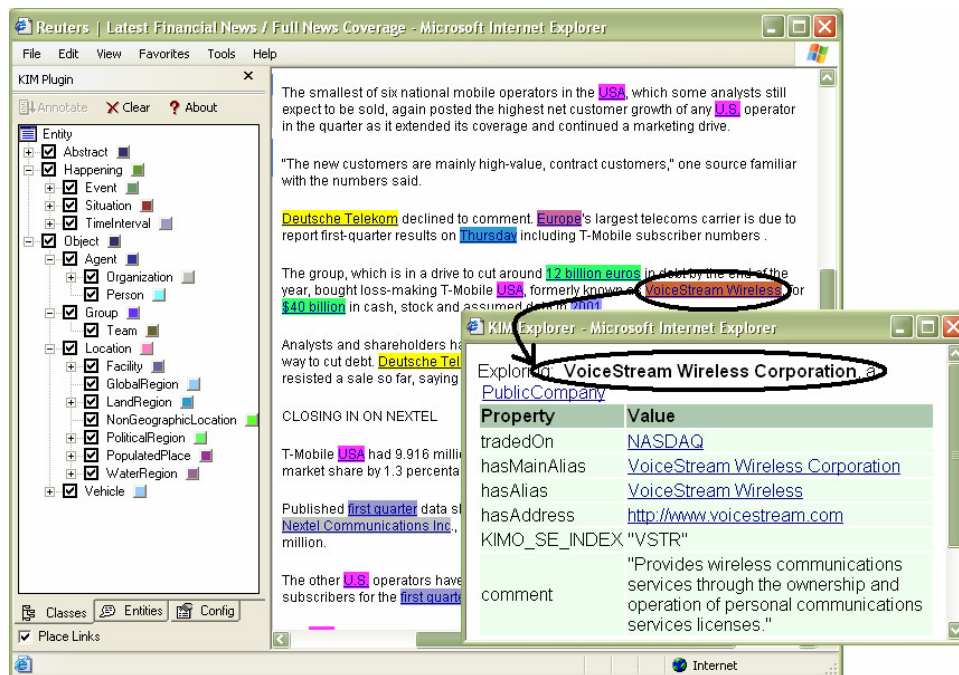 Reuters | Latest Financial News / Full News Coverage - Microsoft Internet Explorer
File Edit View Favorites Tools Help
KIM Plugin
Annotate Clear ? About
Entity
Abstract
Happening
Event
Situation
TimeInterval
Object
Agent
Organization
Person
Group
Team
Location
Facility
GlobalRegion
LandRegion
NonGeographicLocation
PoliticalRegion
PopulatedPlace
WaterRegion
Vehicle
Classes Entities Config
Place Links
The smallest of six national mobile operators in the USA, which some analysts still
expect to be sold, again posted the highest net customer growth of any U.S. operator
in the quarter as it extended its coverage and continued a marketing drive.
"The new customers are mainly high-value, contract customers," one source familiar
with the numbers said.
Deutsche Telekom declined to comment. Europe's largest telecoms carrier is due to
report first-quarter results on Thursday including T-Mobile subscriber numbers .
The group, which is in a drive to cut around 12 billion euros in debt by the end of the
year, bought loss-making T-Mobile USA, formerly known as VoiceStream Wireless, for
$40 billion in cash, stock and assumed debt in 2001
Analysts and shareholders ha
way to cut debt. Deutsche Tel
resisted a sale so far, saying
CLOSING IN ON NEXTEL
T-Mobile USA had 9.916 milli
market share by 1.3 percenta
Published first quarter data sl
Nextel Communications Inc.,
million.
The other U.S. operators have
subscribers for the first quarte
KIM Explorer - Microsoft Internet Explorer
Exploring: VoiceStream Wireless Corporation, a
PublicCompany
Property Value
tradedOn NASDAQ
hasMainAlias VoiceStream Wireless Corporation
hasAlias VoiceStream Wireless
hasAddress http://www.voicestream.com
KIMO_SE_INDEX "VSTR"
comment "Provides wireless communications
services through the ownership and
operation of personal communications
services licenses."
Internet